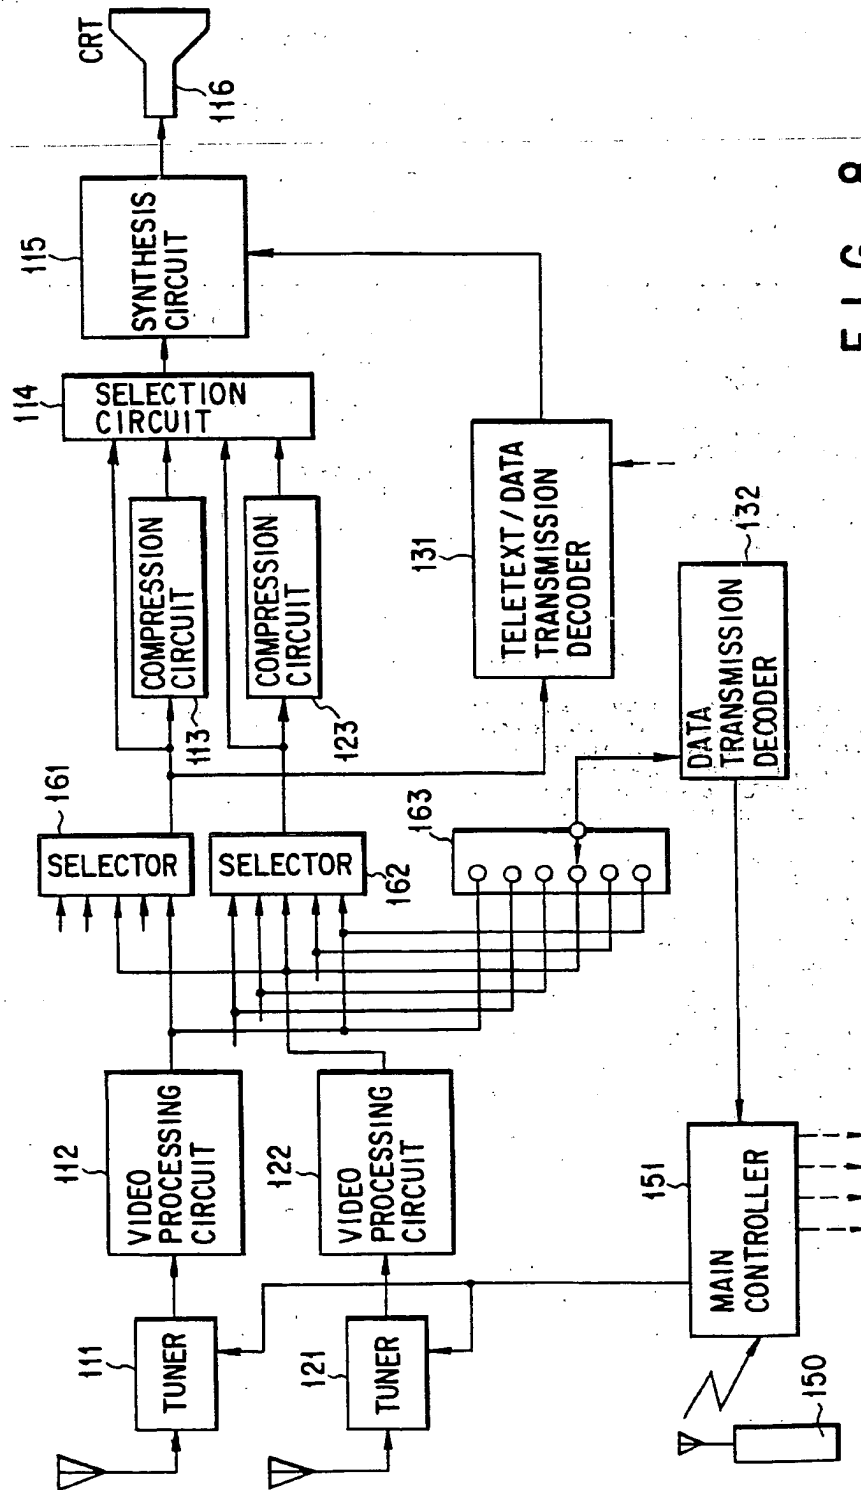 111
TUNER
112
VIDEO
PROCESSING
CIRCUIT
161
SELECTOR
COMPRESSION
CIRCUIT
113
114
SELECTION
CIRCUIT
115
SYNTHESIS
CIRCUIT
CRT
116
121
TUNER
122
VIDEO
PROCESSING
CIRCUIT
SELECTOR
162
COMPRESSION
CIRCUIT
123
163
131
TELETEXT / DATA
TRANSMISSION
DECODER
150
151
MAIN
CONTROLLER
DATA
TRANSMISSION
DECODER
132
F I G.